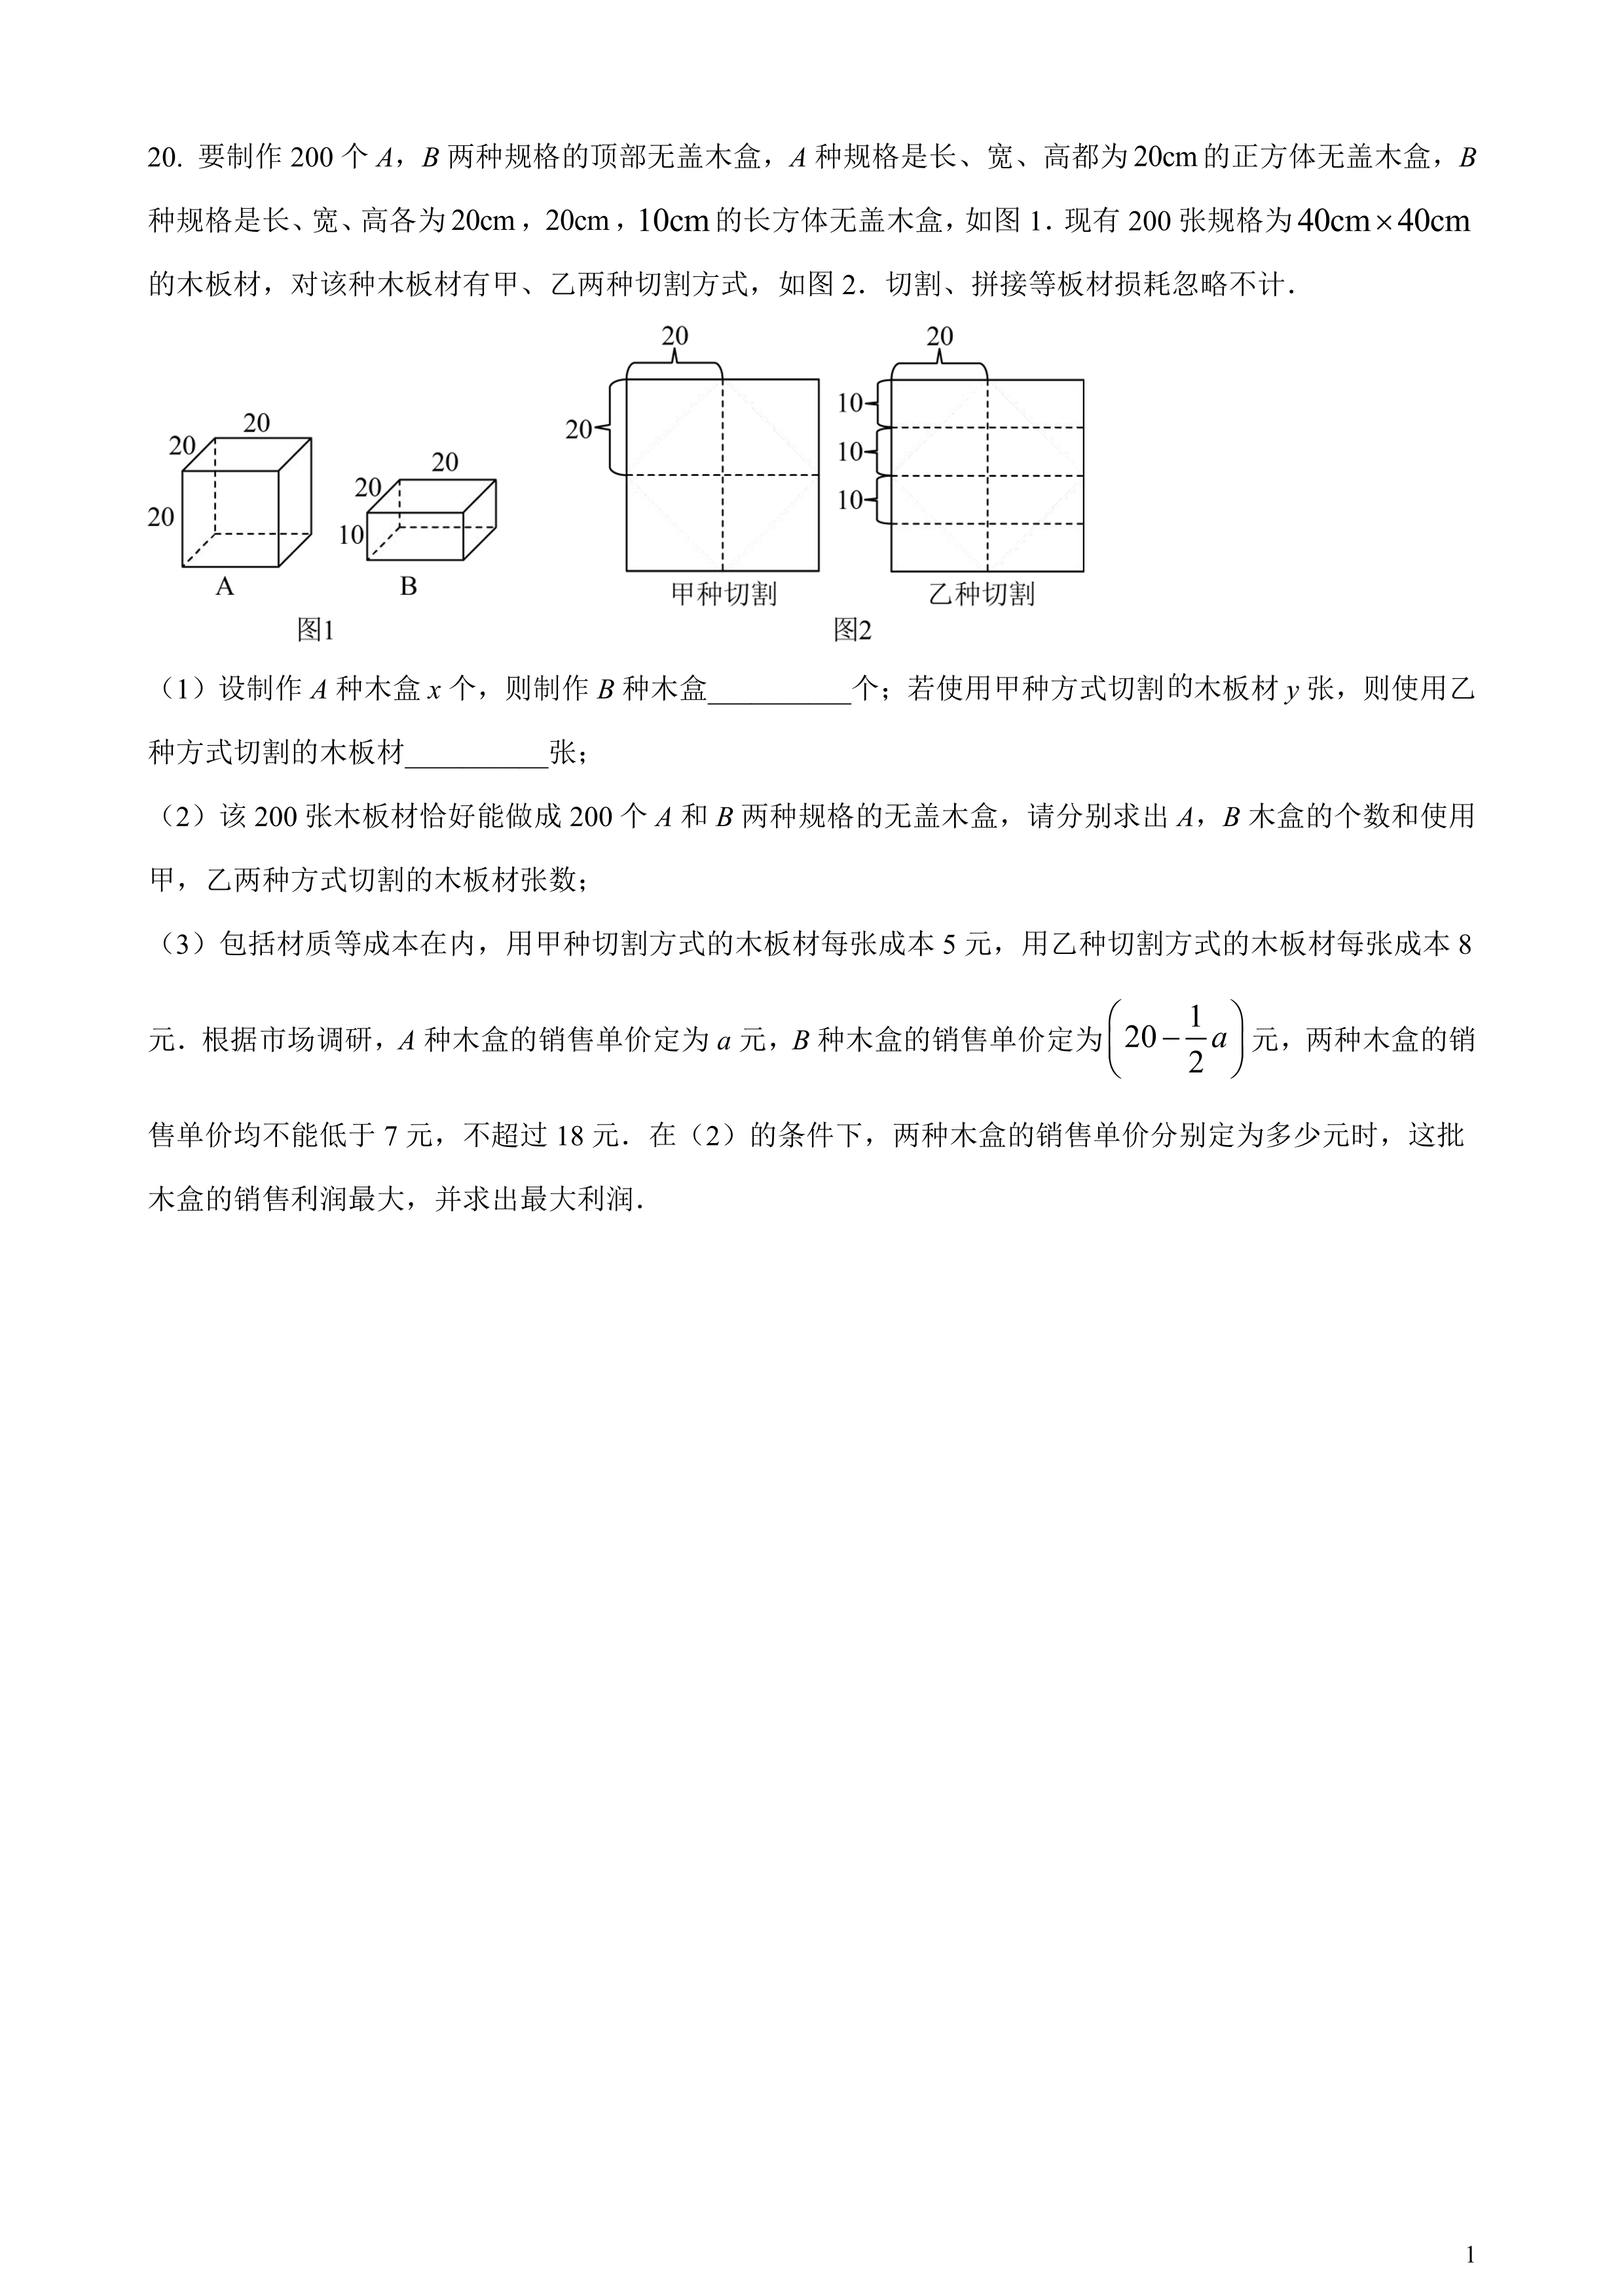 20. 要制作 200 个 A，B 两种规格的顶部无盖木盒，A 种规格是长、宽、高都为20cm的正方体无盖木盒，B
种规格是长、宽、高各为20cm，20cm，10cm的长方体无盖木盒，如图 1．现有 200 张规格为40cm×40cm
的木板材，对该种木板材有甲、乙两种切割方式，如图 2．切割、拼接等板材损耗忽略不计．
20 20
20 20
20 20
20 10
20 10
20 10
10
A B 甲种切割 乙种切割
图1 图2
（1）设制作 A 种木盒 x 个，则制作 B 种木盒__________个；若使用甲种方式切割的木板材 y 张，则使用乙
种方式切割的木板材__________张；
（2）该 200 张木板材恰好能做成 200 个 A 和 B 两种规格的无盖木盒，请分别求出 A，B 木盒的个数和使用
甲，乙两种方式切割的木板材张数；
（3）包括材质等成本在内，用甲种切割方式的木板材每张成本 5 元，用乙种切割方式的木板材每张成本 8
元．根据市场调研，A 种木盒的销售单价定为 a 元，B 种木盒的销售单价定为(20−1/2a)元，两种木盒的销
售单价均不能低于 7 元，不超过 18 元．在（2）的条件下，两种木盒的销售单价分别定为多少元时，这批
木盒的销售利润最大，并求出最大利润．
1